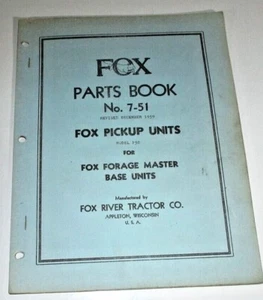 FOX
PARTS BOOK
No. 7-51
FOX PICKUP UNITS
FOR
FOX FORAGE MASTER
BASE UNITS
Manufactured by
FOX RIVER TRACTOR CO.
APPLETON, WISCONSIN
U. S. A.